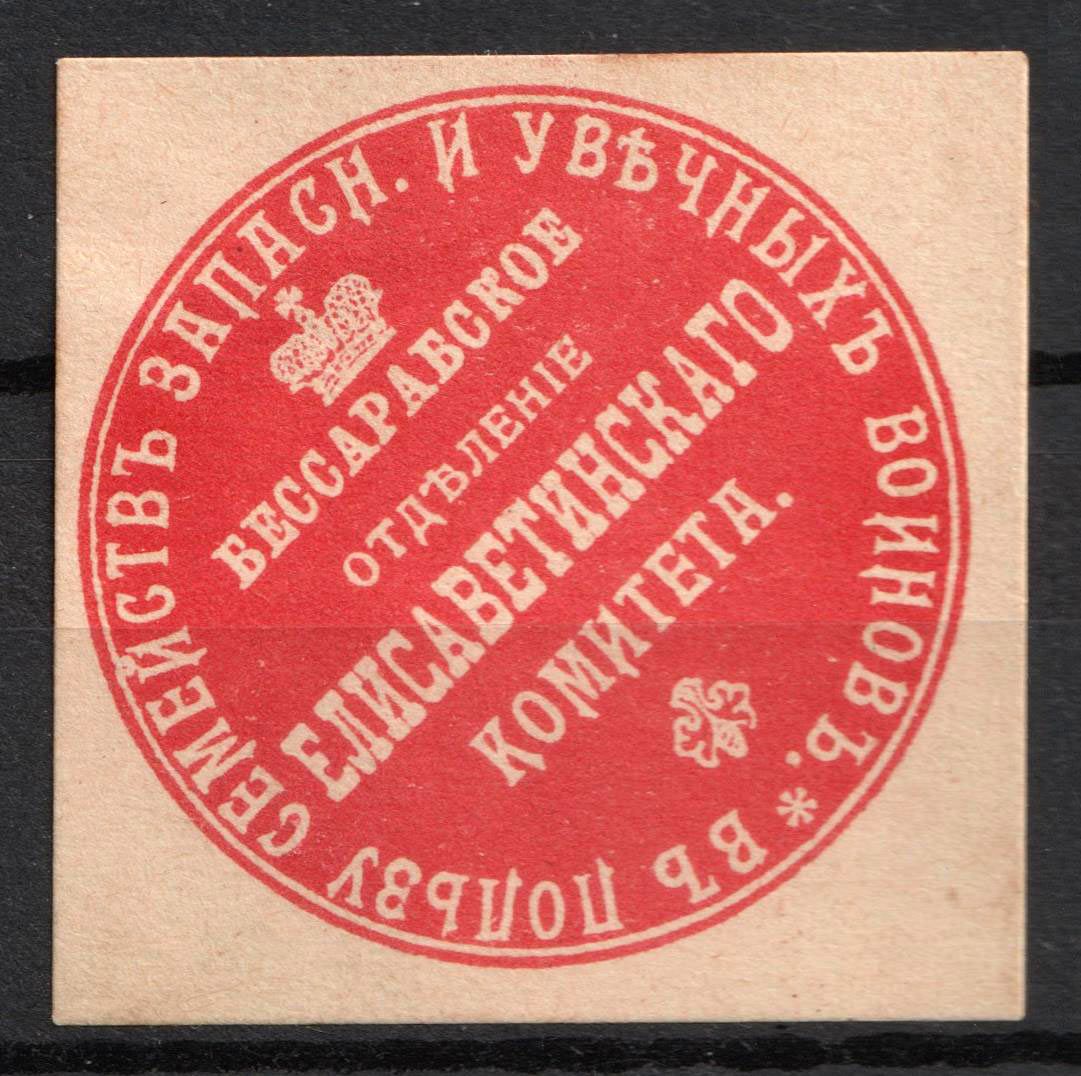 БЕССАРАБСКОЕ
ОТДѢЛЕНІЕ
ЕЛИСАВЕТИНСКАГО
КОМИТЕТА.
* ВЪ ПОЛЬЗУ СЕМЕЙСТВЪ ЗАПАСН. И УВѢЧНЫХЪ ВОИНОВЪ.